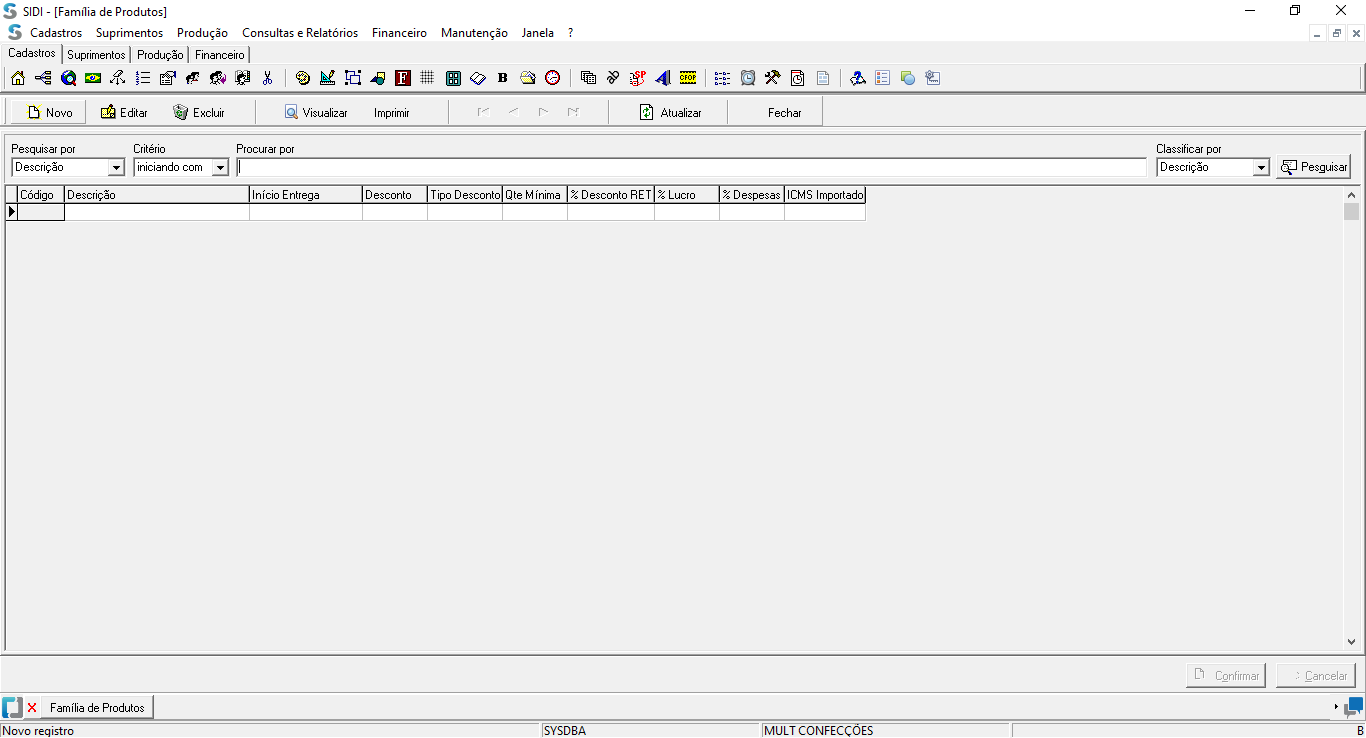 SIDI - [Família de Produtos]
Cadastros Suprimentos Produção Consultas e Relatórios Financeiro Manutenção Janela ?
Cadastros Suprimentos Produção Financeiro
F B SP CFOP
Novo Editar Excluir Visualizar Imprimir Atualizar Fechar
Pesquisar por Critério Procurar por Classificar por
Descrição iniciando com Descrição Pesquisar
Código Descrição Início Entrega Desconto Tipo Desconto Qte Mínima % Desconto RET % Lucro % Despesas ICMS Importado
Confirmar Cancelar
Família de Produtos
Novo registro SYSDBA MULT CONFECÇÕES B